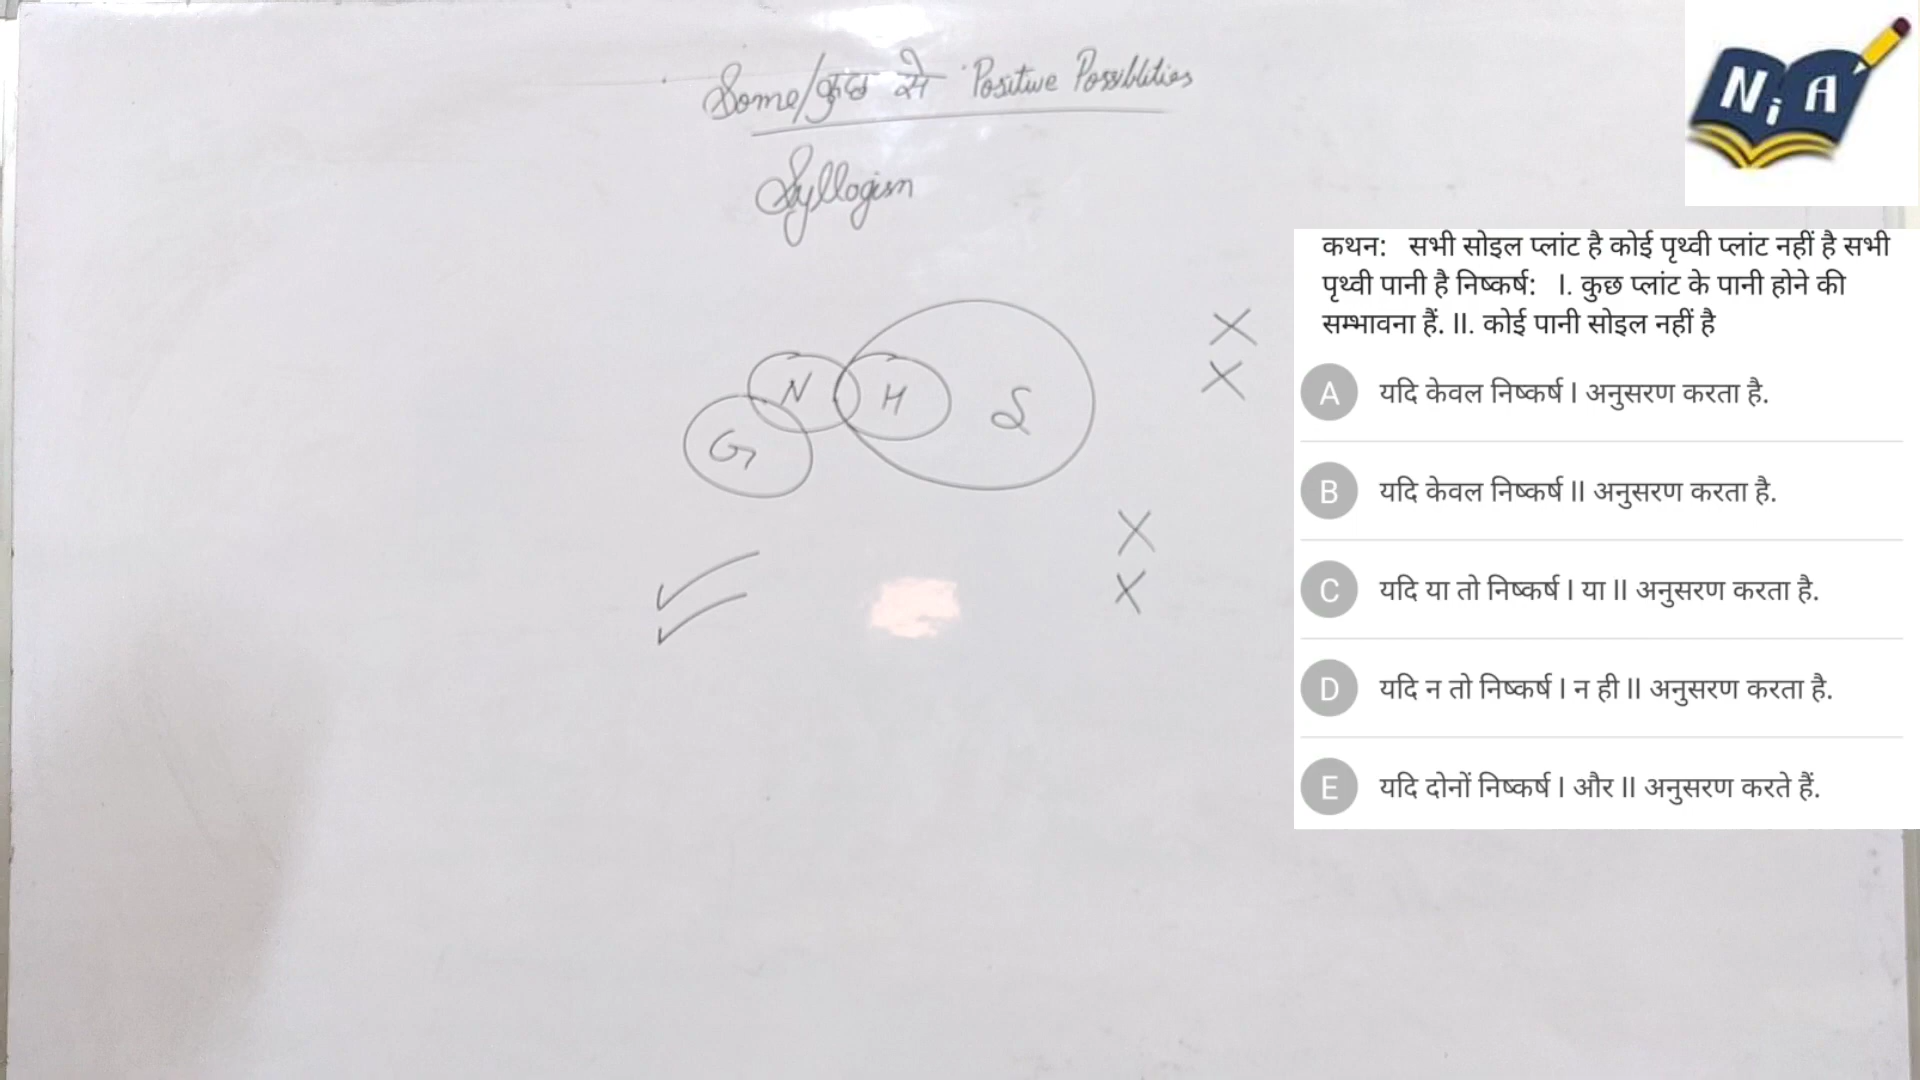 Some/कुछ से Positive Possiblities
Syllogism
N i A
कथन: सभी सोइल प्लांट है कोई पृथ्वी प्लांट नहीं है सभी
पृथ्वी पानी है निष्कर्ष: I. कुछ प्लांट के पानी होने की
सम्भावना हैं. II. कोई पानी सोइल नहीं है
A यदि केवल निष्कर्ष I अनुसरण करता है.
B यदि केवल निष्कर्ष II अनुसरण करता है.
C यदि या तो निष्कर्ष I या II अनुसरण करता है.
D यदि न तो निष्कर्ष I न ही II अनुसरण करता है.
E यदि दोनों निष्कर्ष I और II अनुसरण करते हैं.
N H S
G